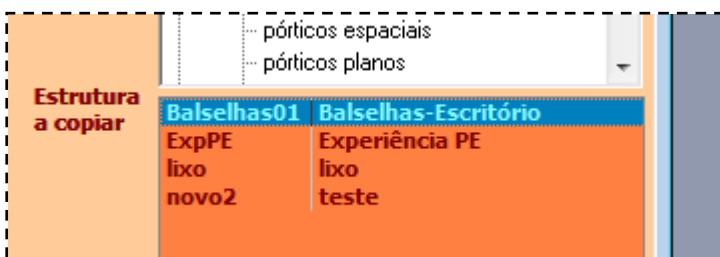 pórticos espaciais
pórticos planos
Estrutura
a copiar
Balselhas01 Balselhas-Escritório
ExpPE Experiência PE
lixo lixo
novo2 teste